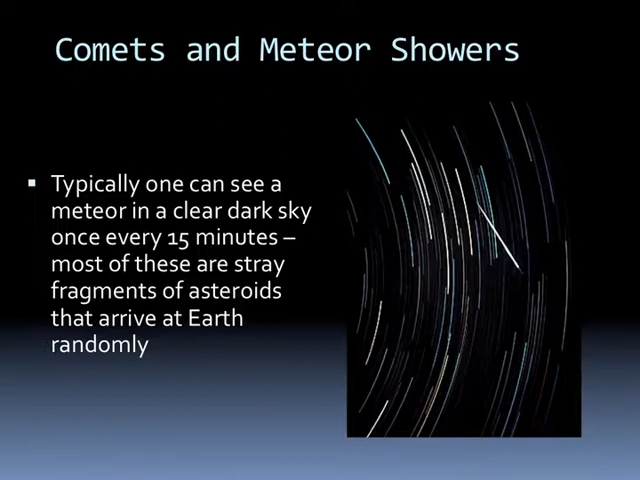 Comets and Meteor Showers
Typically one can see a
meteor in a clear dark sky
once every 15 minutes –
most of these are stray
fragments of asteroids
that arrive at Earth
randomly